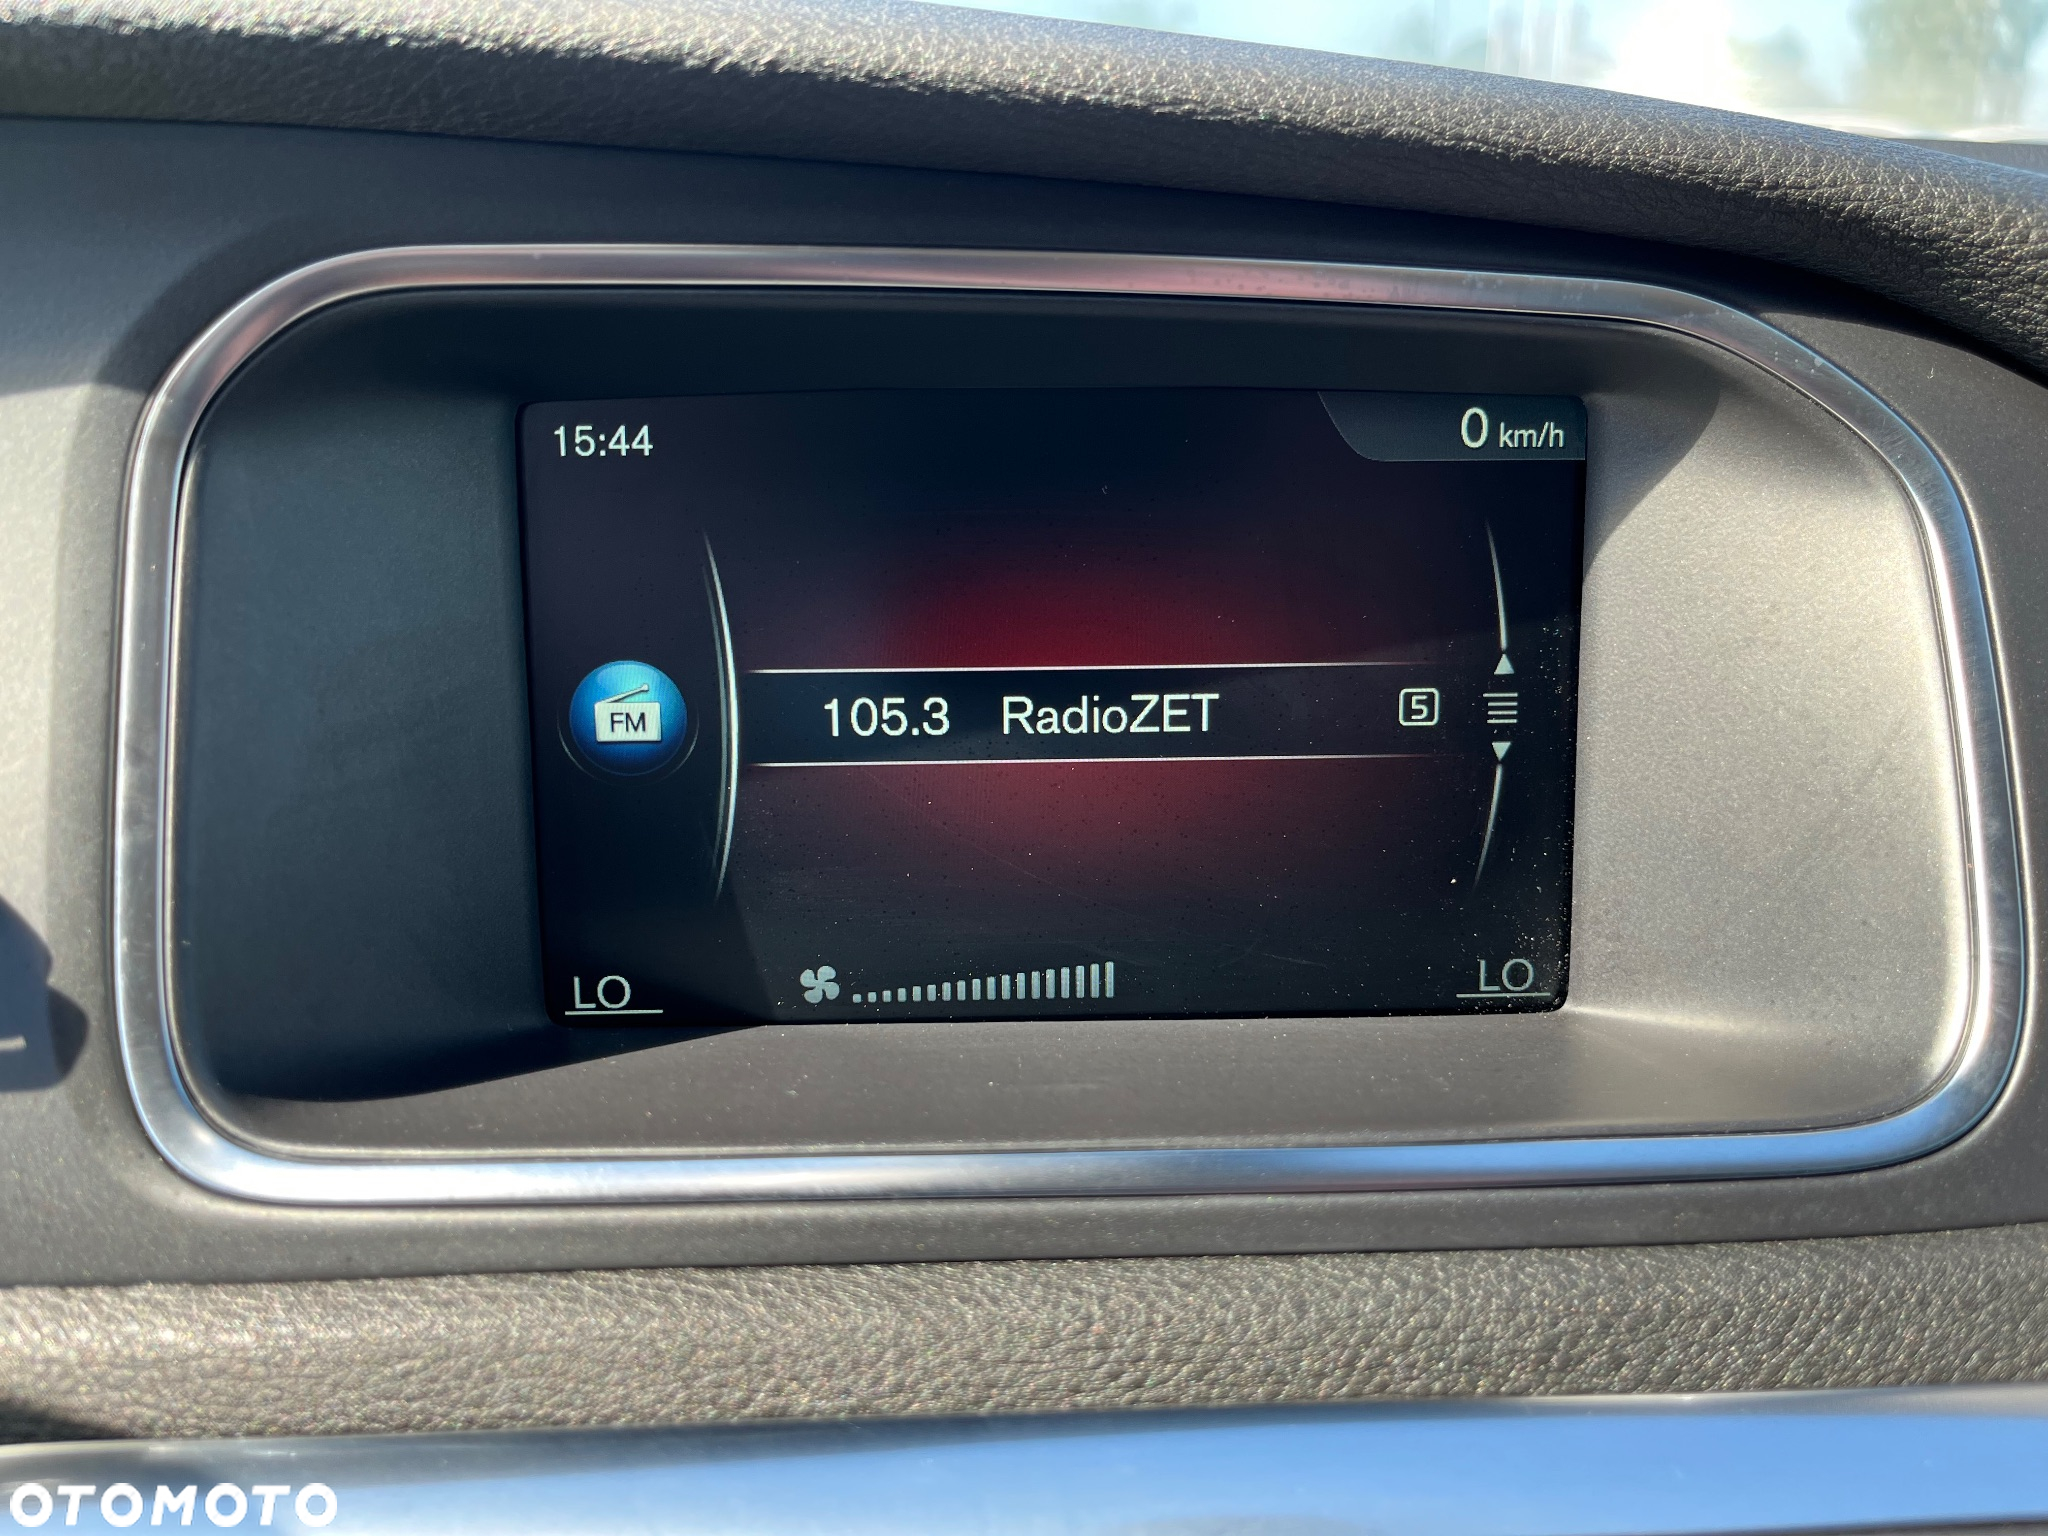 15:44
0 km/h
FM
105.3 RadioZET 5
LO
LO
OTOMOTO